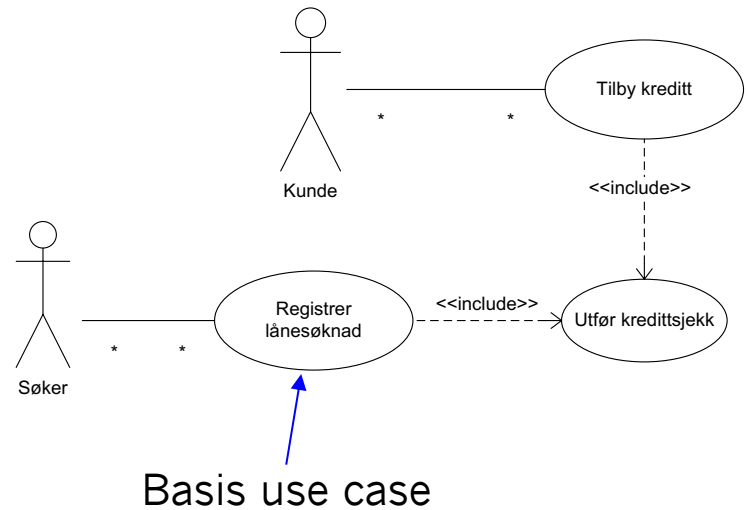 Tilby kreditt
* *
Kunde
<<include>>
Registrer
lånesøknad
<<include>>
Utfør kredittsjekk
* *
Søker
Basis use case